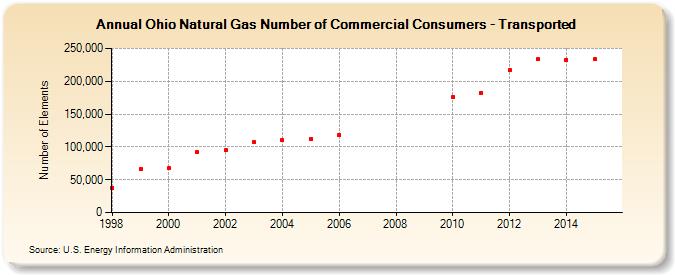 Annual Ohio Natural Gas Number of Commercial Consumers - Transported
Number of Elements
250,000
200,000
150,000
100,000
50,000
0
1998 2000 2002 2004 2006 2008 2010 2012 2014
Source: U.S. Energy Information Administration